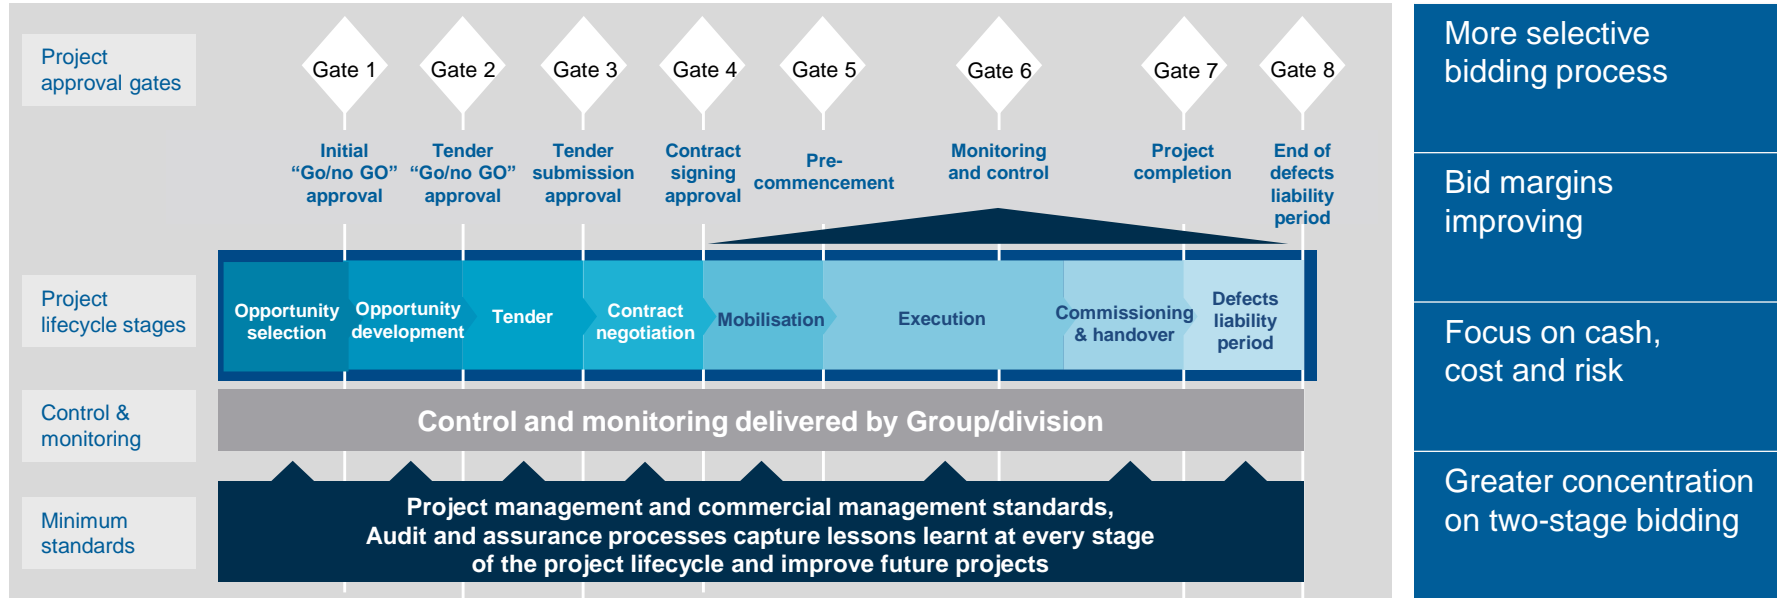 Project
approval gates
Gate 1
Gate 2
Gate 3
Gate 4
Gate 5
Gate 6
Gate 7
Gate 8
Initial
“Go/no GO”
approval
Tender
“Go/no GO”
approval
Tender
submission
approval
Contract
signing
approval
Pre-
commencement
Monitoring
and control
Project
completion
End of
defects
liability
period
Project
lifecycle stages
Opportunity
selection
Opportunity
development
Tender
Contract
negotiation
Mobilisation
Execution
Commissioning
& handover
Defects
liability
period
Control &
monitoring
Control and monitoring delivered by Group/division
Minimum
standards
Project management and commercial management standards,
Audit and assurance processes capture lessons learnt at every stage
of the project lifecycle and improve future projects
More selective
bidding process
Bid margins
improving
Focus on cash,
cost and risk
Greater concentration
on two-stage bidding